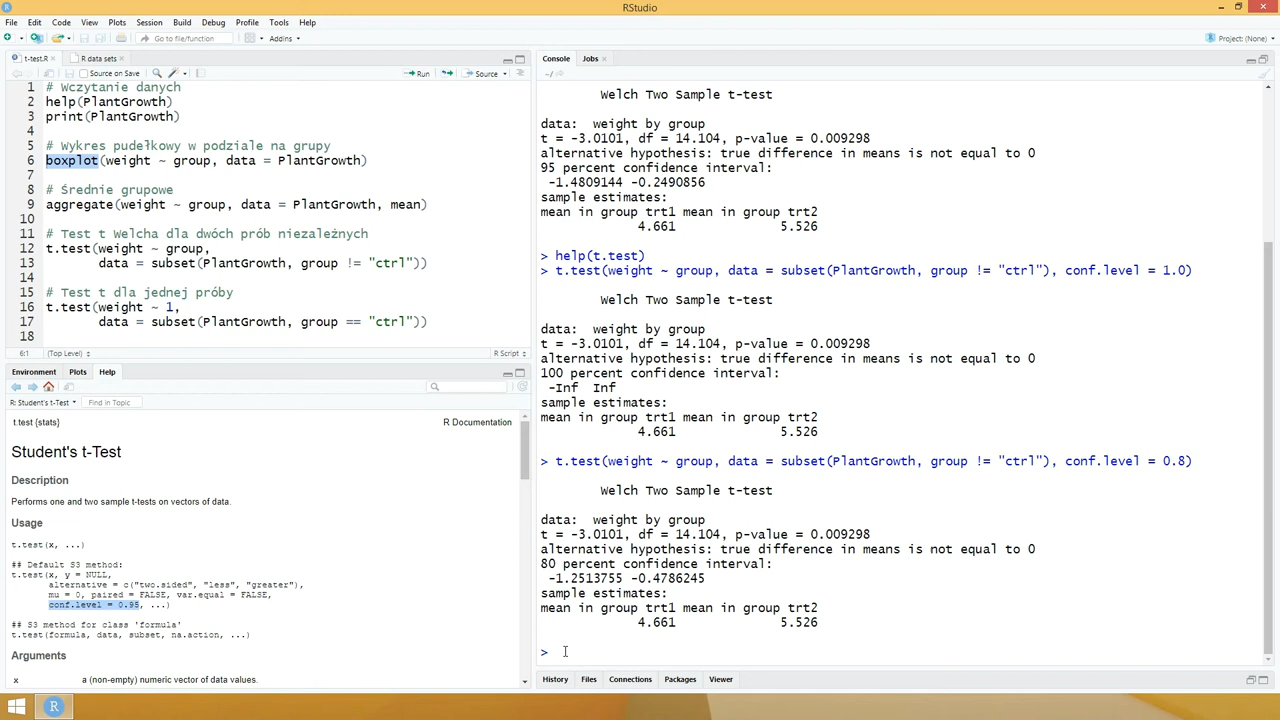 RStudio
File Edit Code View Plots Session Build Debug Profile Tools Help
Go to file/function Addins Project: (None)
t-test.R R data sets
Source on Save Run Source
1 # Wczytanie danych
2 help(PlantGrowth)
3 print(PlantGrowth)
4
5 # Wykres pudełkowy w podziale na grupy
6 boxplot(weight ~ group, data = PlantGrowth)
7
8 # Średnie grupowe
9 aggregate(weight ~ group, data = PlantGrowth, mean)
10
11 # Test t Welcha dla dwóch prób niezależnych
12 t.test(weight ~ group,
13 data = subset(PlantGrowth, group != "ctrl"))
14
15 # Test t dla jednej próby
16 t.test(weight ~ 1,
17 data = subset(PlantGrowth, group == "ctrl"))
18
6:1 (Top Level) R Script
Environment Plots Help
R: Student's t-Test Find in Topic
t.test {stats} R Documentation
Student's t-Test
Description
Performs one and two sample t-tests on vectors of data.
Usage
t.test(x, ...)
## Default S3 method:
t.test(x, y = NULL,
alternative = c("two.sided", "less", "greater"),
mu = 0, paired = FALSE, var.equal = FALSE,
conf.level = 0.95, ...)
## S3 method for class 'formula'
t.test(formula, data, subset, na.action, ...)
Arguments
x a (non-empty) numeric vector of data values.
Console Jobs
~/
Welch Two Sample t-test
data: weight by group
t = -3.0101, df = 14.104, p-value = 0.009298
alternative hypothesis: true difference in means is not equal to 0
95 percent confidence interval:
-1.4809144 -0.2490856
sample estimates:
mean in group trt1 mean in group trt2
4.661 5.526
> help(t.test)
> t.test(weight ~ group, data = subset(PlantGrowth, group != "ctrl"), conf.level = 1.0)
Welch Two Sample t-test
data: weight by group
t = -3.0101, df = 14.104, p-value = 0.009298
alternative hypothesis: true difference in means is not equal to 0
100 percent confidence interval:
-Inf Inf
sample estimates:
mean in group trt1 mean in group trt2
4.661 5.526
> t.test(weight ~ group, data = subset(PlantGrowth, group != "ctrl"), conf.level = 0.8)
Welch Two Sample t-test
data: weight by group
t = -3.0101, df = 14.104, p-value = 0.009298
alternative hypothesis: true difference in means is not equal to 0
80 percent confidence interval:
-1.2513755 -0.4786245
sample estimates:
mean in group trt1 mean in group trt2
4.661 5.526
>
History Files Connections Packages Viewer
R